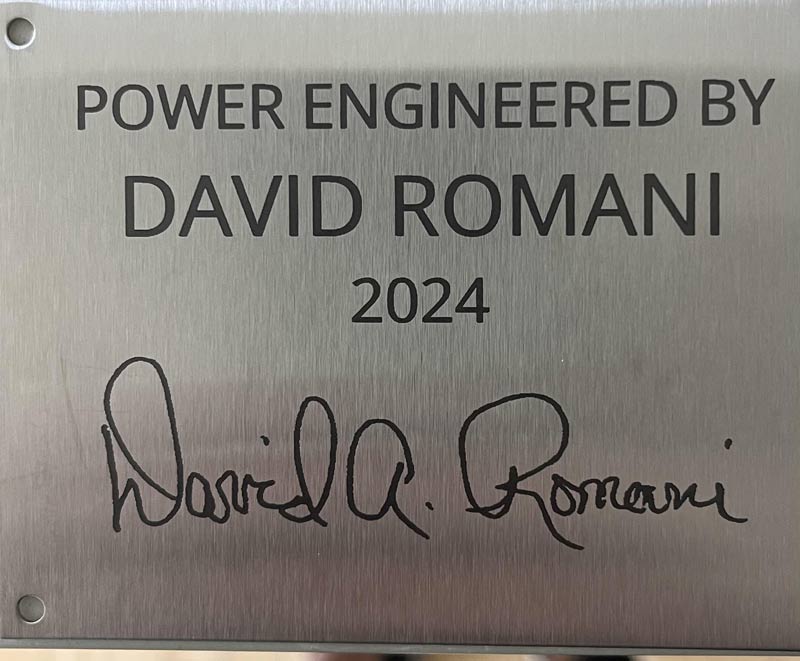 POWER ENGINEERED BY
DAVID ROMANI
2024
David A. Romani